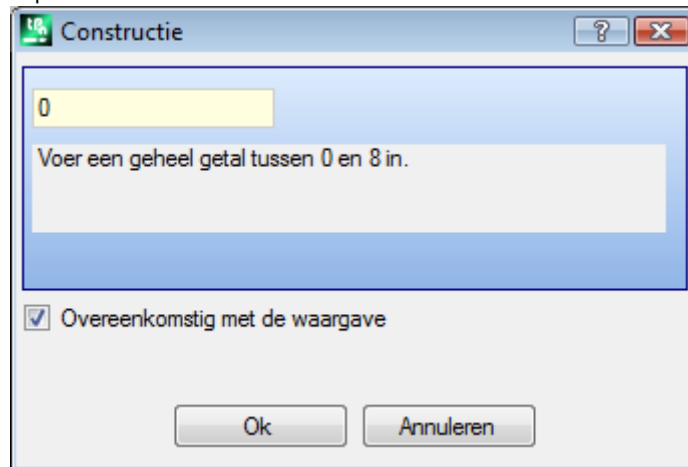 Constructie
0
Voer een geheel getal tussen 0 en 8 in.
Overeenkomstig met de waargave
Ok
Annuleren